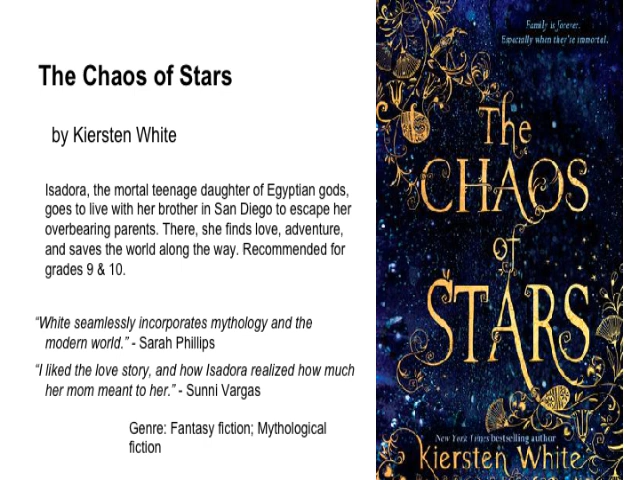 The Chaos of Stars
by Kiersten White
Isadora, the mortal teenage daughter of Egyptian gods,
goes to live with her brother in San Diego to escape her
overbearing parents. There, she finds love, adventure,
and saves the world along the way. Recommended for
grades 9 & 10.
“White seamlessly incorporates mythology and the
modern world.” - Sarah Phillips
“I liked the love story, and how Isadora realized how much
her mom meant to her.” - Sunni Vargas
Genre: Fantasy fiction; Mythological
fiction
Family is forever.
Especially when they're immortal.
The
CHAOS
of
STARS
New York Times bestselling author
Kiersten White